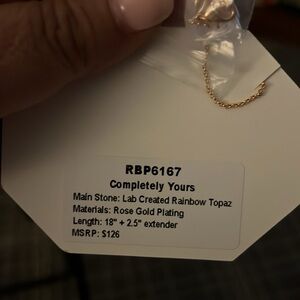 RBP6167
Completely Yours
Main Stone: Lab Created Rainbow Topaz
Materials: Rose Gold Plating
Length: 18" + 2.5" extender
MSRP: $126